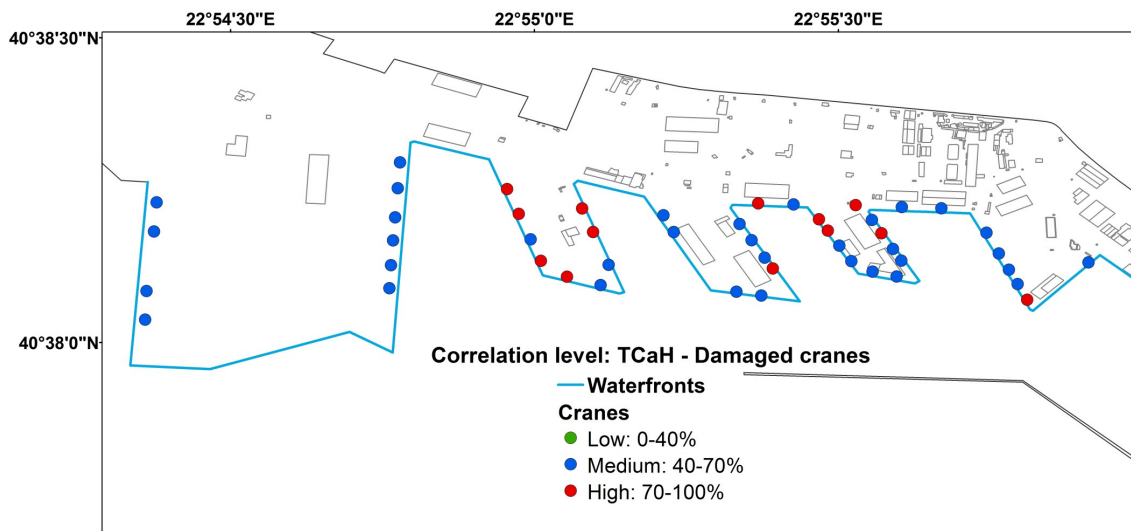 22°54'30"E 22°55'0"E 22°55'30"E
40°38'30"N
40°38'0"N
Correlation level: TCaH - Damaged cranes
Waterfronts
Cranes
Low: 0-40%
Medium: 40-70%
High: 70-100%